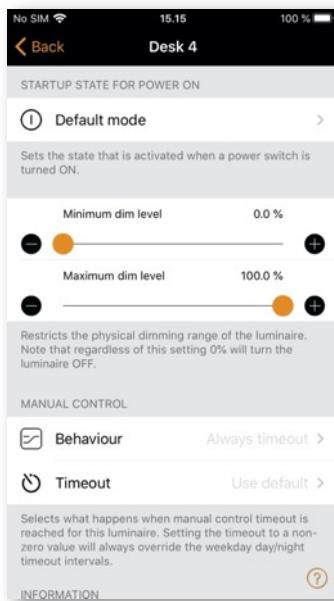 No SIM 15.15 100 %
Back Desk 4
STARTUP STATE FOR POWER ON
Default mode
Sets the state that is activated when a power switch is
turned ON.
Minimum dim level 0.0 %
Maximum dim level 100.0 %
Restricts the physical dimming range of the luminaire.
Note that regardless of this setting 0% will turn the
luminaire OFF.
MANUAL CONTROL
Behaviour Always timeout
Timeout Use default
Selects what happens when manual control timeout is
reached for this luminaire. Setting the timeout to a non-
zero value will always override the weekday day/night
timeout intervals.
?
INFORMATION